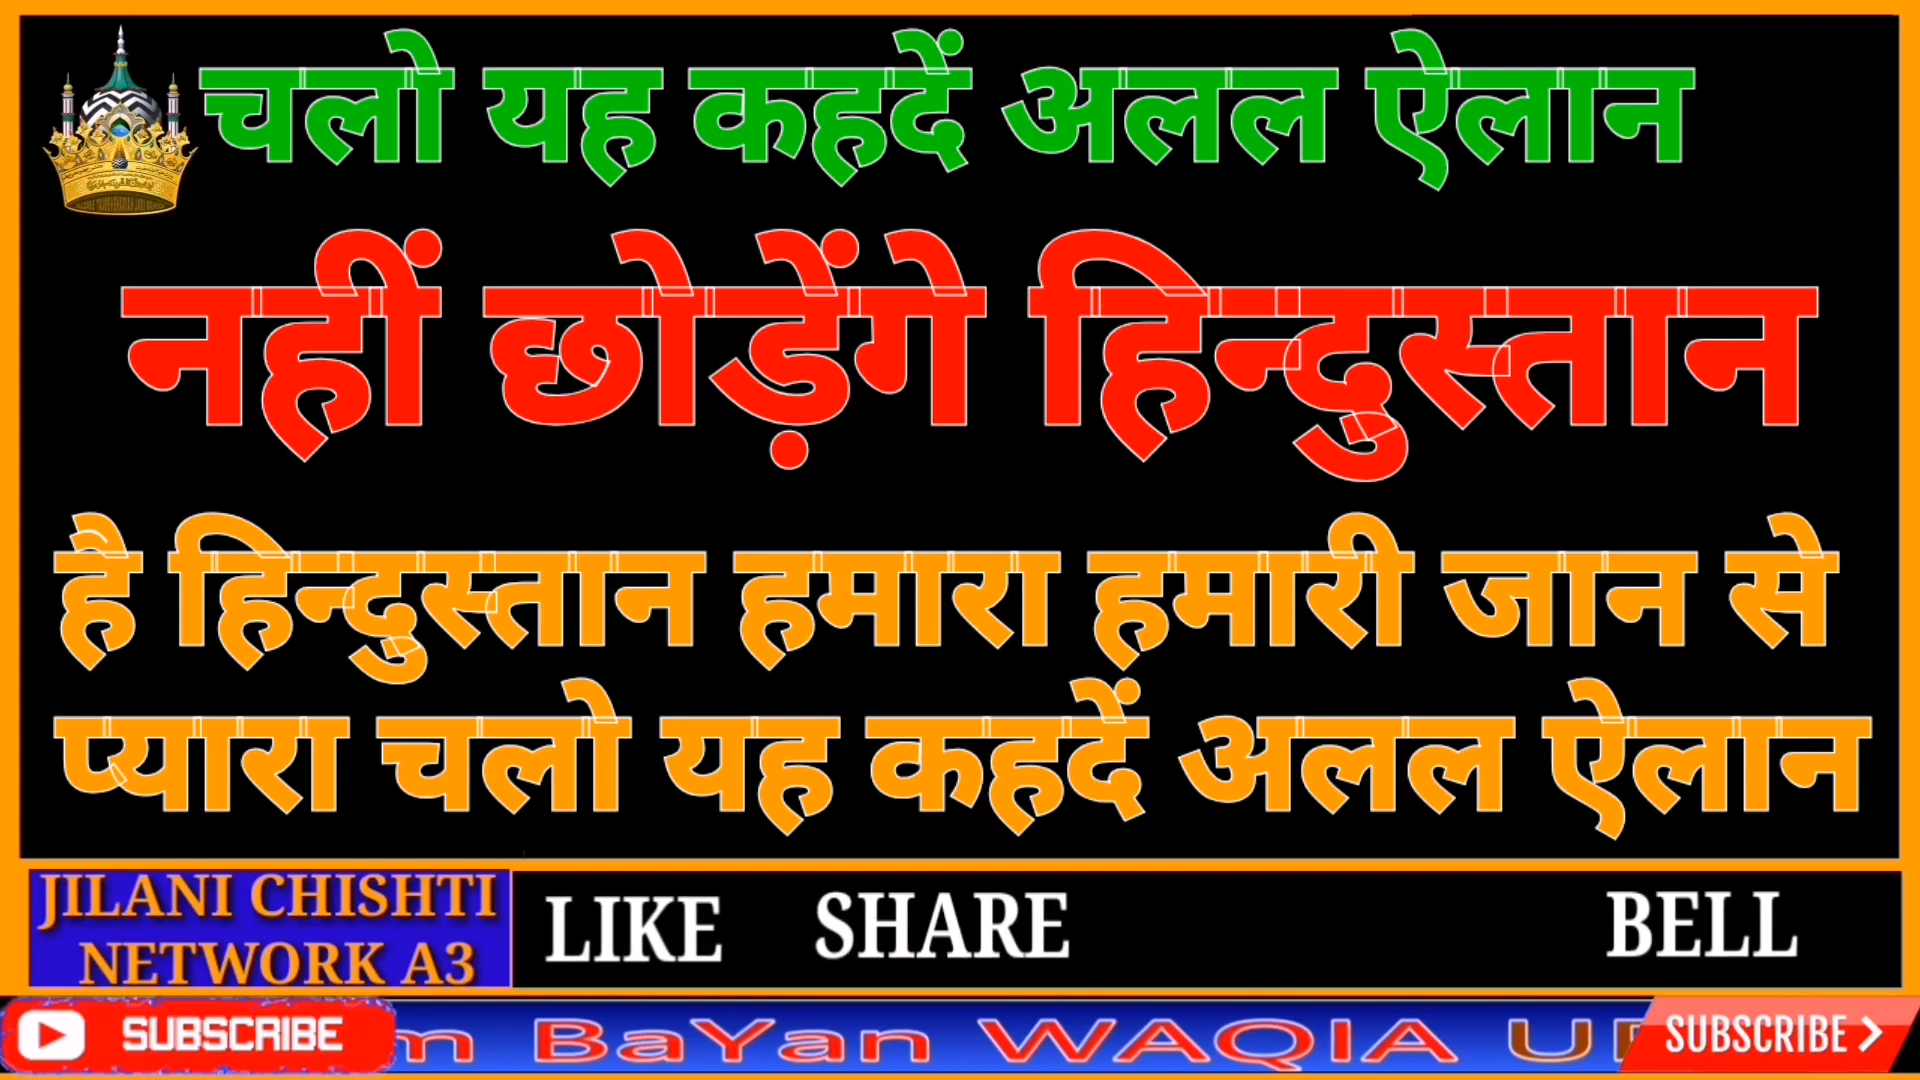 चलो यह कहदें अलल ऐलान
नहीं छोड़ेंगे हिन्दुस्तान
है हिन्दुस्तान हमारा हमारी जान से
प्यारा चलो यह कहदें अलल ऐलान
JILANI CHISHTI
NETWORK A3
LIKE SHARE BELL
SUBSCRIBE BaYan WAQIA SUBSCRIBE